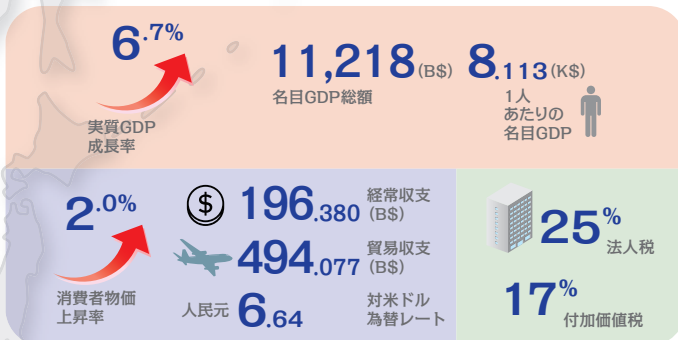 6.7%
実質GDP
成長率
11,218(B$)
名目GDP総額
8.113(K$)
1人
あたりの
名目GDP
2.0%
消費者物価
上昇率
$
196.380
経常収支
(B$)
494.077
貿易収支
(B$)
人民元
6.64
対米ドル
為替レート
25%
法人税
17%
付加価値税